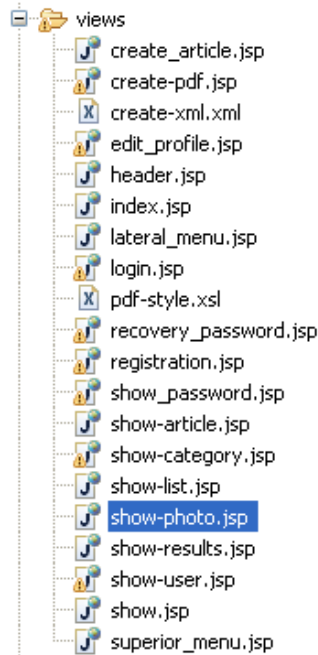 views
create_article.jsp
create-pdf.jsp
create-xml.xml
edit_profile.jsp
header.jsp
index.jsp
lateral_menu.jsp
login.jsp
pdf-style.xsl
recovery_password.jsp
registration.jsp
show_password.jsp
show-article.jsp
show-category.jsp
show-list.jsp
show-photo.jsp
show-results.jsp
show-user.jsp
show.jsp
superior_menu.jsp